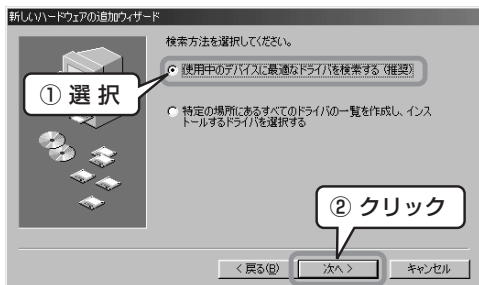 新しいハードウェアの追加ウィザード
検索方法を選択してください。
使用中のデバイスに最適なドライバを検索する (推奨)
① 選 択
特定の場所にあるすべてのドライバの一覧を作成し、インス
トールするドライバを選択する
② クリック
< 戻る(B)
次へ >
キャンセル